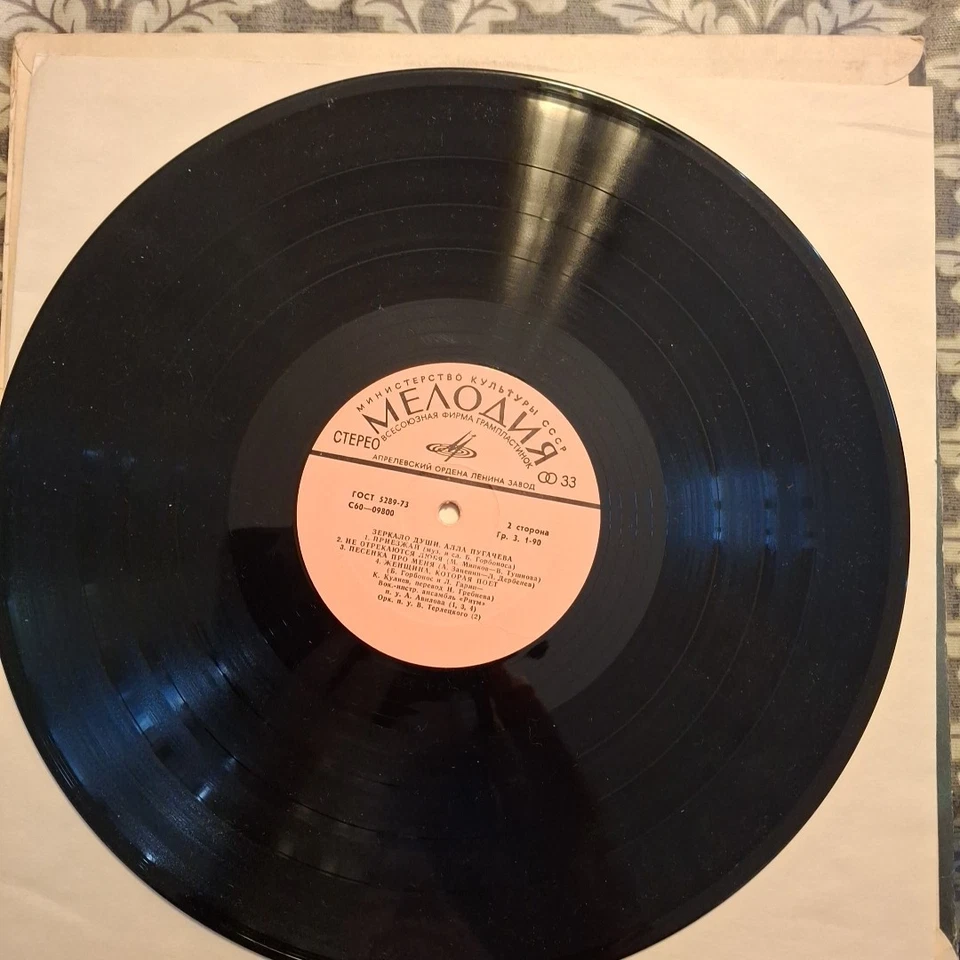 МИНИСТЕРСТВО КУЛЬТУРЫ СССР
МЕЛОДИЯ
ВСЕСОЮЗНАЯ ФИРМА ГРАМПЛАСТИНОК
СТЕРЕО
33
АПРЕЛЕВСКИЙ ОРДЕНА ЛЕНИНА ЗАВОД
ГОСТ 5289-73
С60—09800
2 сторона
Гр. 3. 1-90
ЗЕРКАЛО ДУШИ. АЛЛА ПУГАЧЕВА
1. ПРИЕЗЖАЙ (муз. и сл. Б. Горбоноса)
2. НЕ ОТРЕКАЮТСЯ ЛЮБЯ (М. Минков—В. Тушнова)
3. ПЕСЕНКА ПРО МЕНЯ (А. Зацепин—Л. Дербенев)
4. ЖЕНЩИНА, КОТОРАЯ ПОЕТ
(Б. Горбонос и Л. Гарин—
К. Кулиев, перевод Н. Гребнева)
Вок.-инстр. ансамбль «Ритм»
п. у. А. Авилова (1, 3, 4)
Орк. п. у. В. Терлецкого (2)